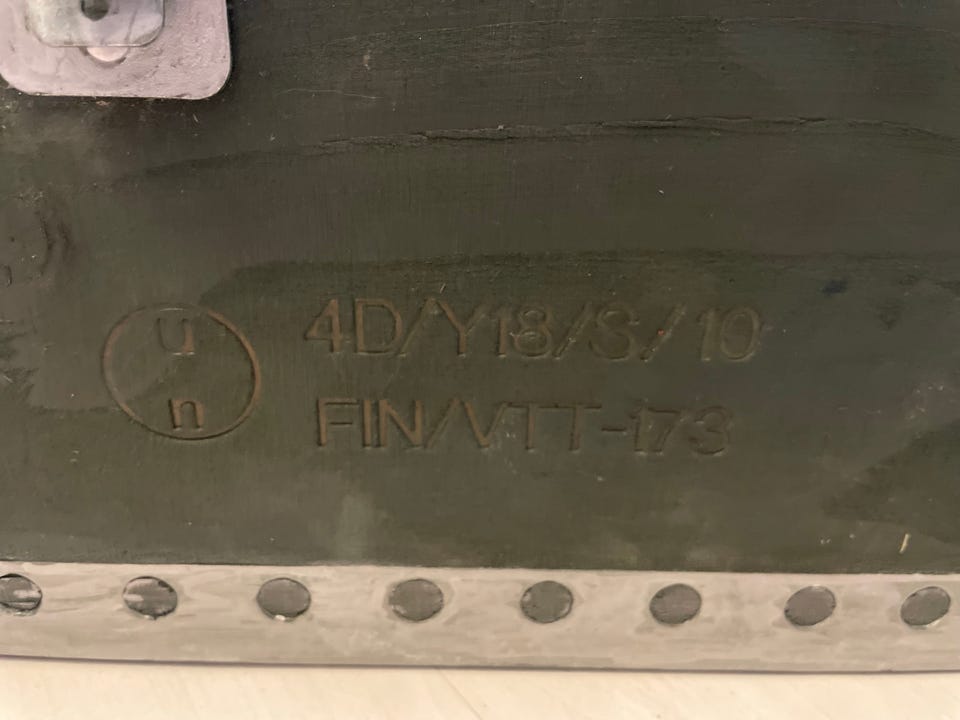 u
n
4D/Y18/S/10
FIN/VTT-173